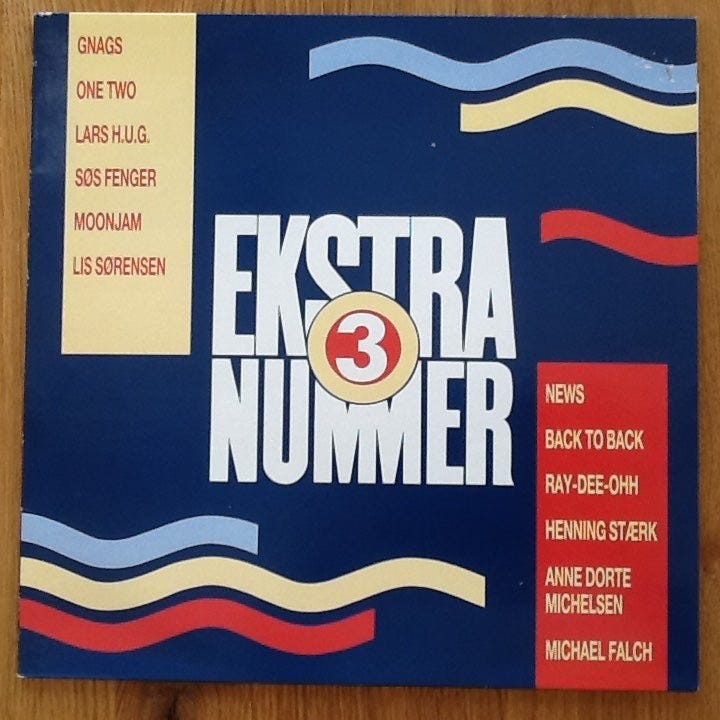 GNAGS
ONE TWO
LARS H.U.G.
SØS FENGER
MOONJAM
LIS SØRENSEN
EKSTRA
3
NUMMER
NEWS
BACK TO BACK
RAY-DEE-OHH
HENNING STÆRK
ANNE DORTE
MICHELSEN
MICHAEL FALCH